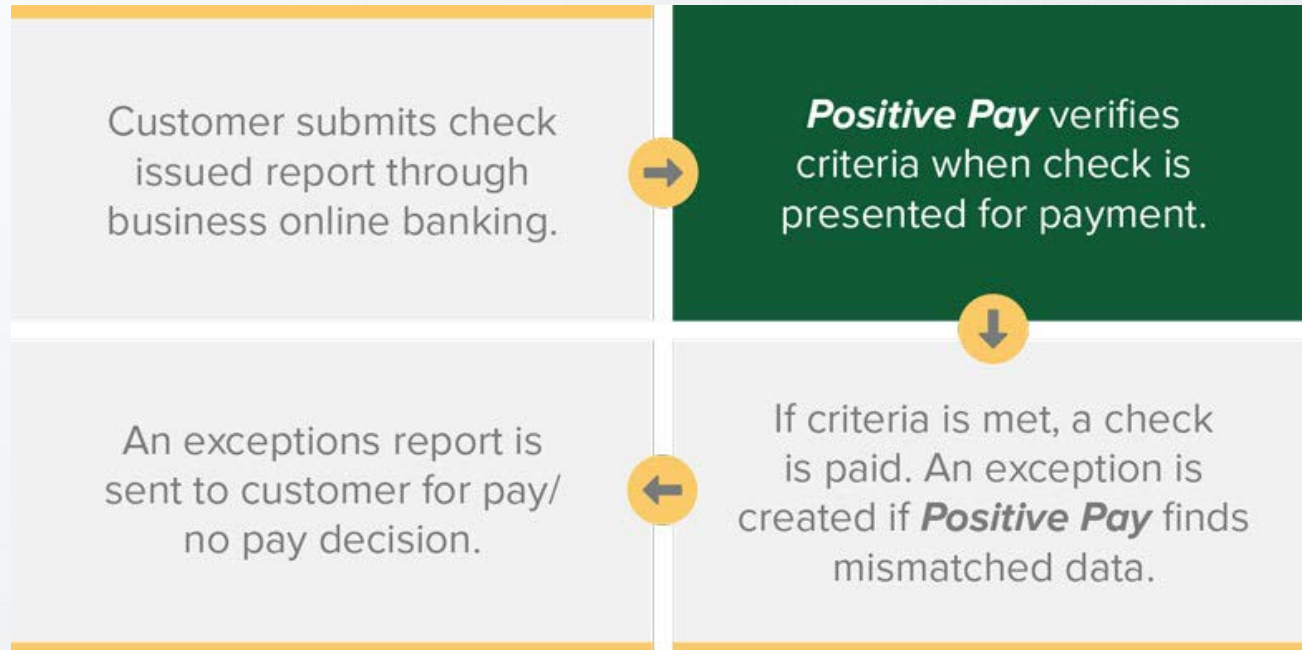 Customer submits check
issued report through
business online banking.
Positive Pay verifies
criteria when check is
presented for payment.
If criteria is met, a check
is paid. An exception is
created if Positive Pay finds
mismatched data.
An exceptions report is
sent to customer for pay/
no pay decision.